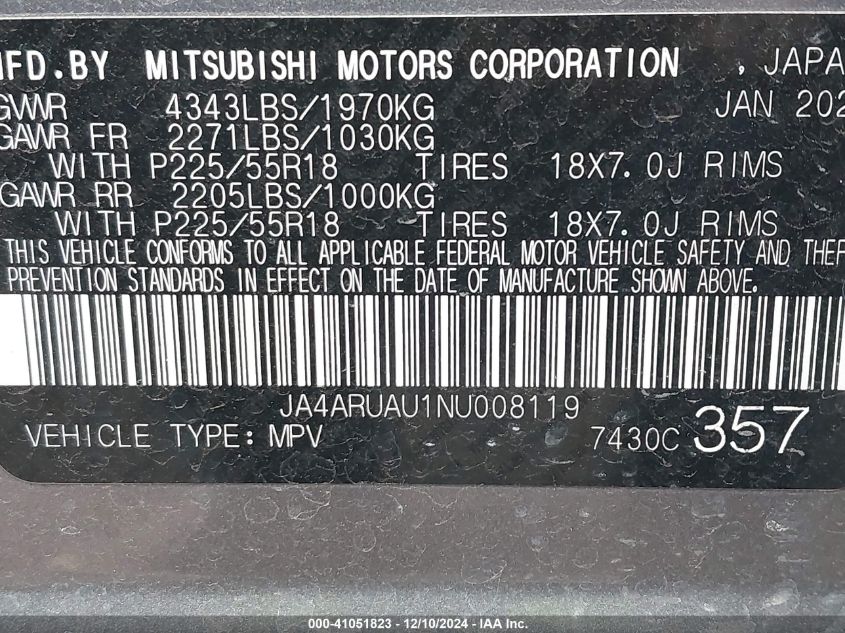 MFD. BY MITSUBISHI MOTORS CORPORATION , JAPA
GVWR 4343LBS/1970KG JAN 202
GAWR FR 2271LBS/1030KG
WITH P225/55R18 TIRES 18X7.0J RIMS
GAWR RR 2205LBS/1000KG
WITH P225/55R18 TIRES 18X7.0J RIMS
THIS VEHICLE CONFORMS TO ALL APPLICABLE FEDERAL MOTOR VEHICLE SAFETY AND THEF
PREVENTION STANDARDS IN EFFECT ON THE DATE OF MANUFACTURE SHOWN ABOVE.
JA4ARUAU1NU008119
VEHICLE TYPE: MPV 7430C 357
000-41051823 — 12/10/2024 — IAA Inc.